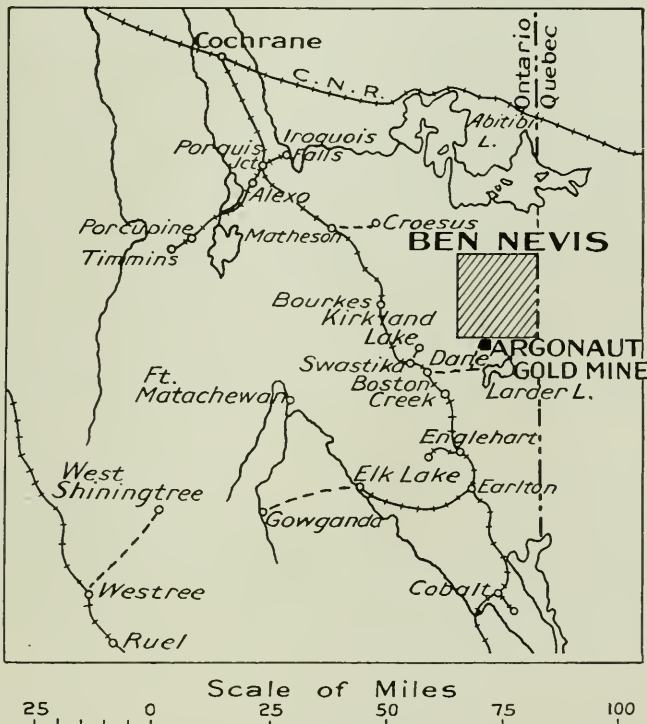 Cochrane
C.N.R.
Ontario
Quebec
Abitibi
L.
Iroquois
Falls
Porquis
Jct.
Alexo
Porcupine
Timmins
Matheson
Croesus
BEN NEVIS
Bourkes
Kirkland
Lake
Swastika
Dane
ARGONAUT
GOLD MINE
Larder L.
Boston
Creek
Ft.
Matachewan
Englehart
Elk Lake
Earlton
West
Shiningtree
Gowganda
Westree
Cobalt
Ruel
Scale of Miles
25 0 25 50 75 100